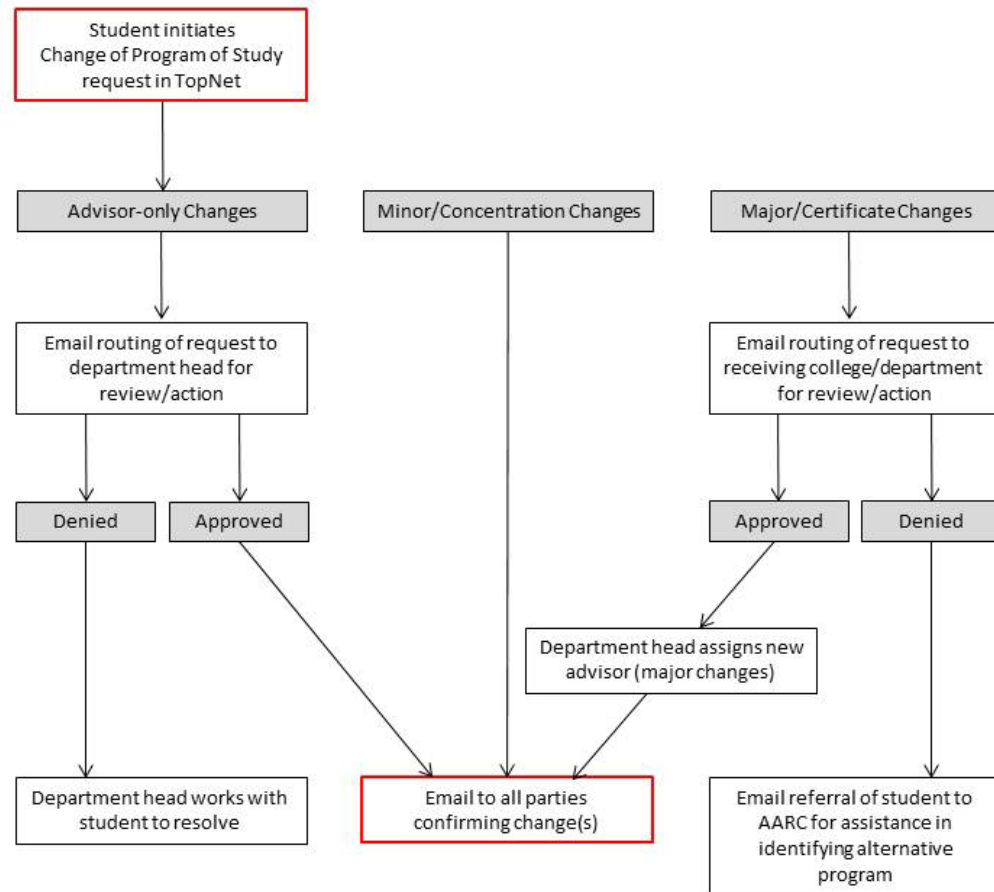 Student initiates
Change of Program of Study
request in TopNet
Advisor-only Changes
Minor/Concentration Changes
Major/Certificate Changes
Email routing of request to
department head for
review/action
Email routing of request to
receiving college/department
for review/action
Denied
Approved
Approved
Denied
Department head assigns new
advisor (major changes)
Department head works with
student to resolve
Email to all parties
confirming change(s)
Email referral of student to
AARC for assistance in
identifying alternative
program